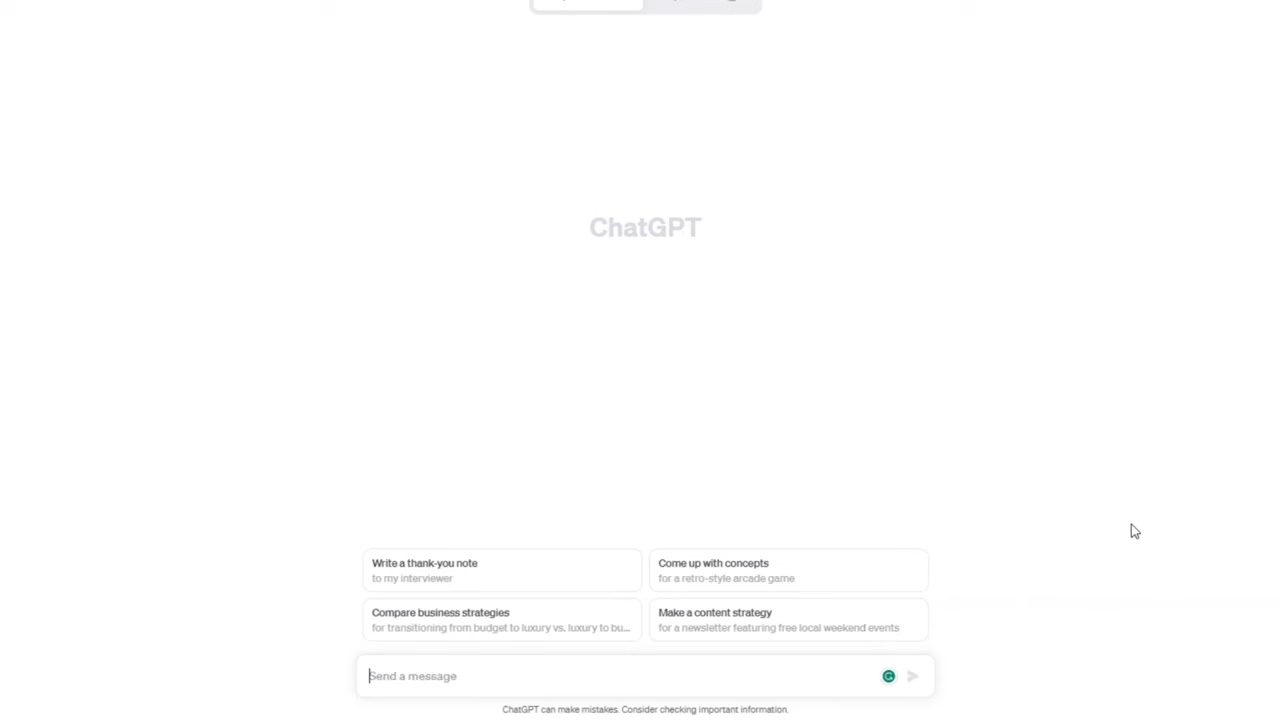 ChatGPT
Write a thank-you note
to my interviewer
Come up with concepts
for a retro-style arcade game
Compare business strategies
for transitioning from budget to luxury vs. luxury to bu...
Make a content strategy
for a newsletter featuring free local weekend events
Send a message
ChatGPT can make mistakes. Consider checking important information.